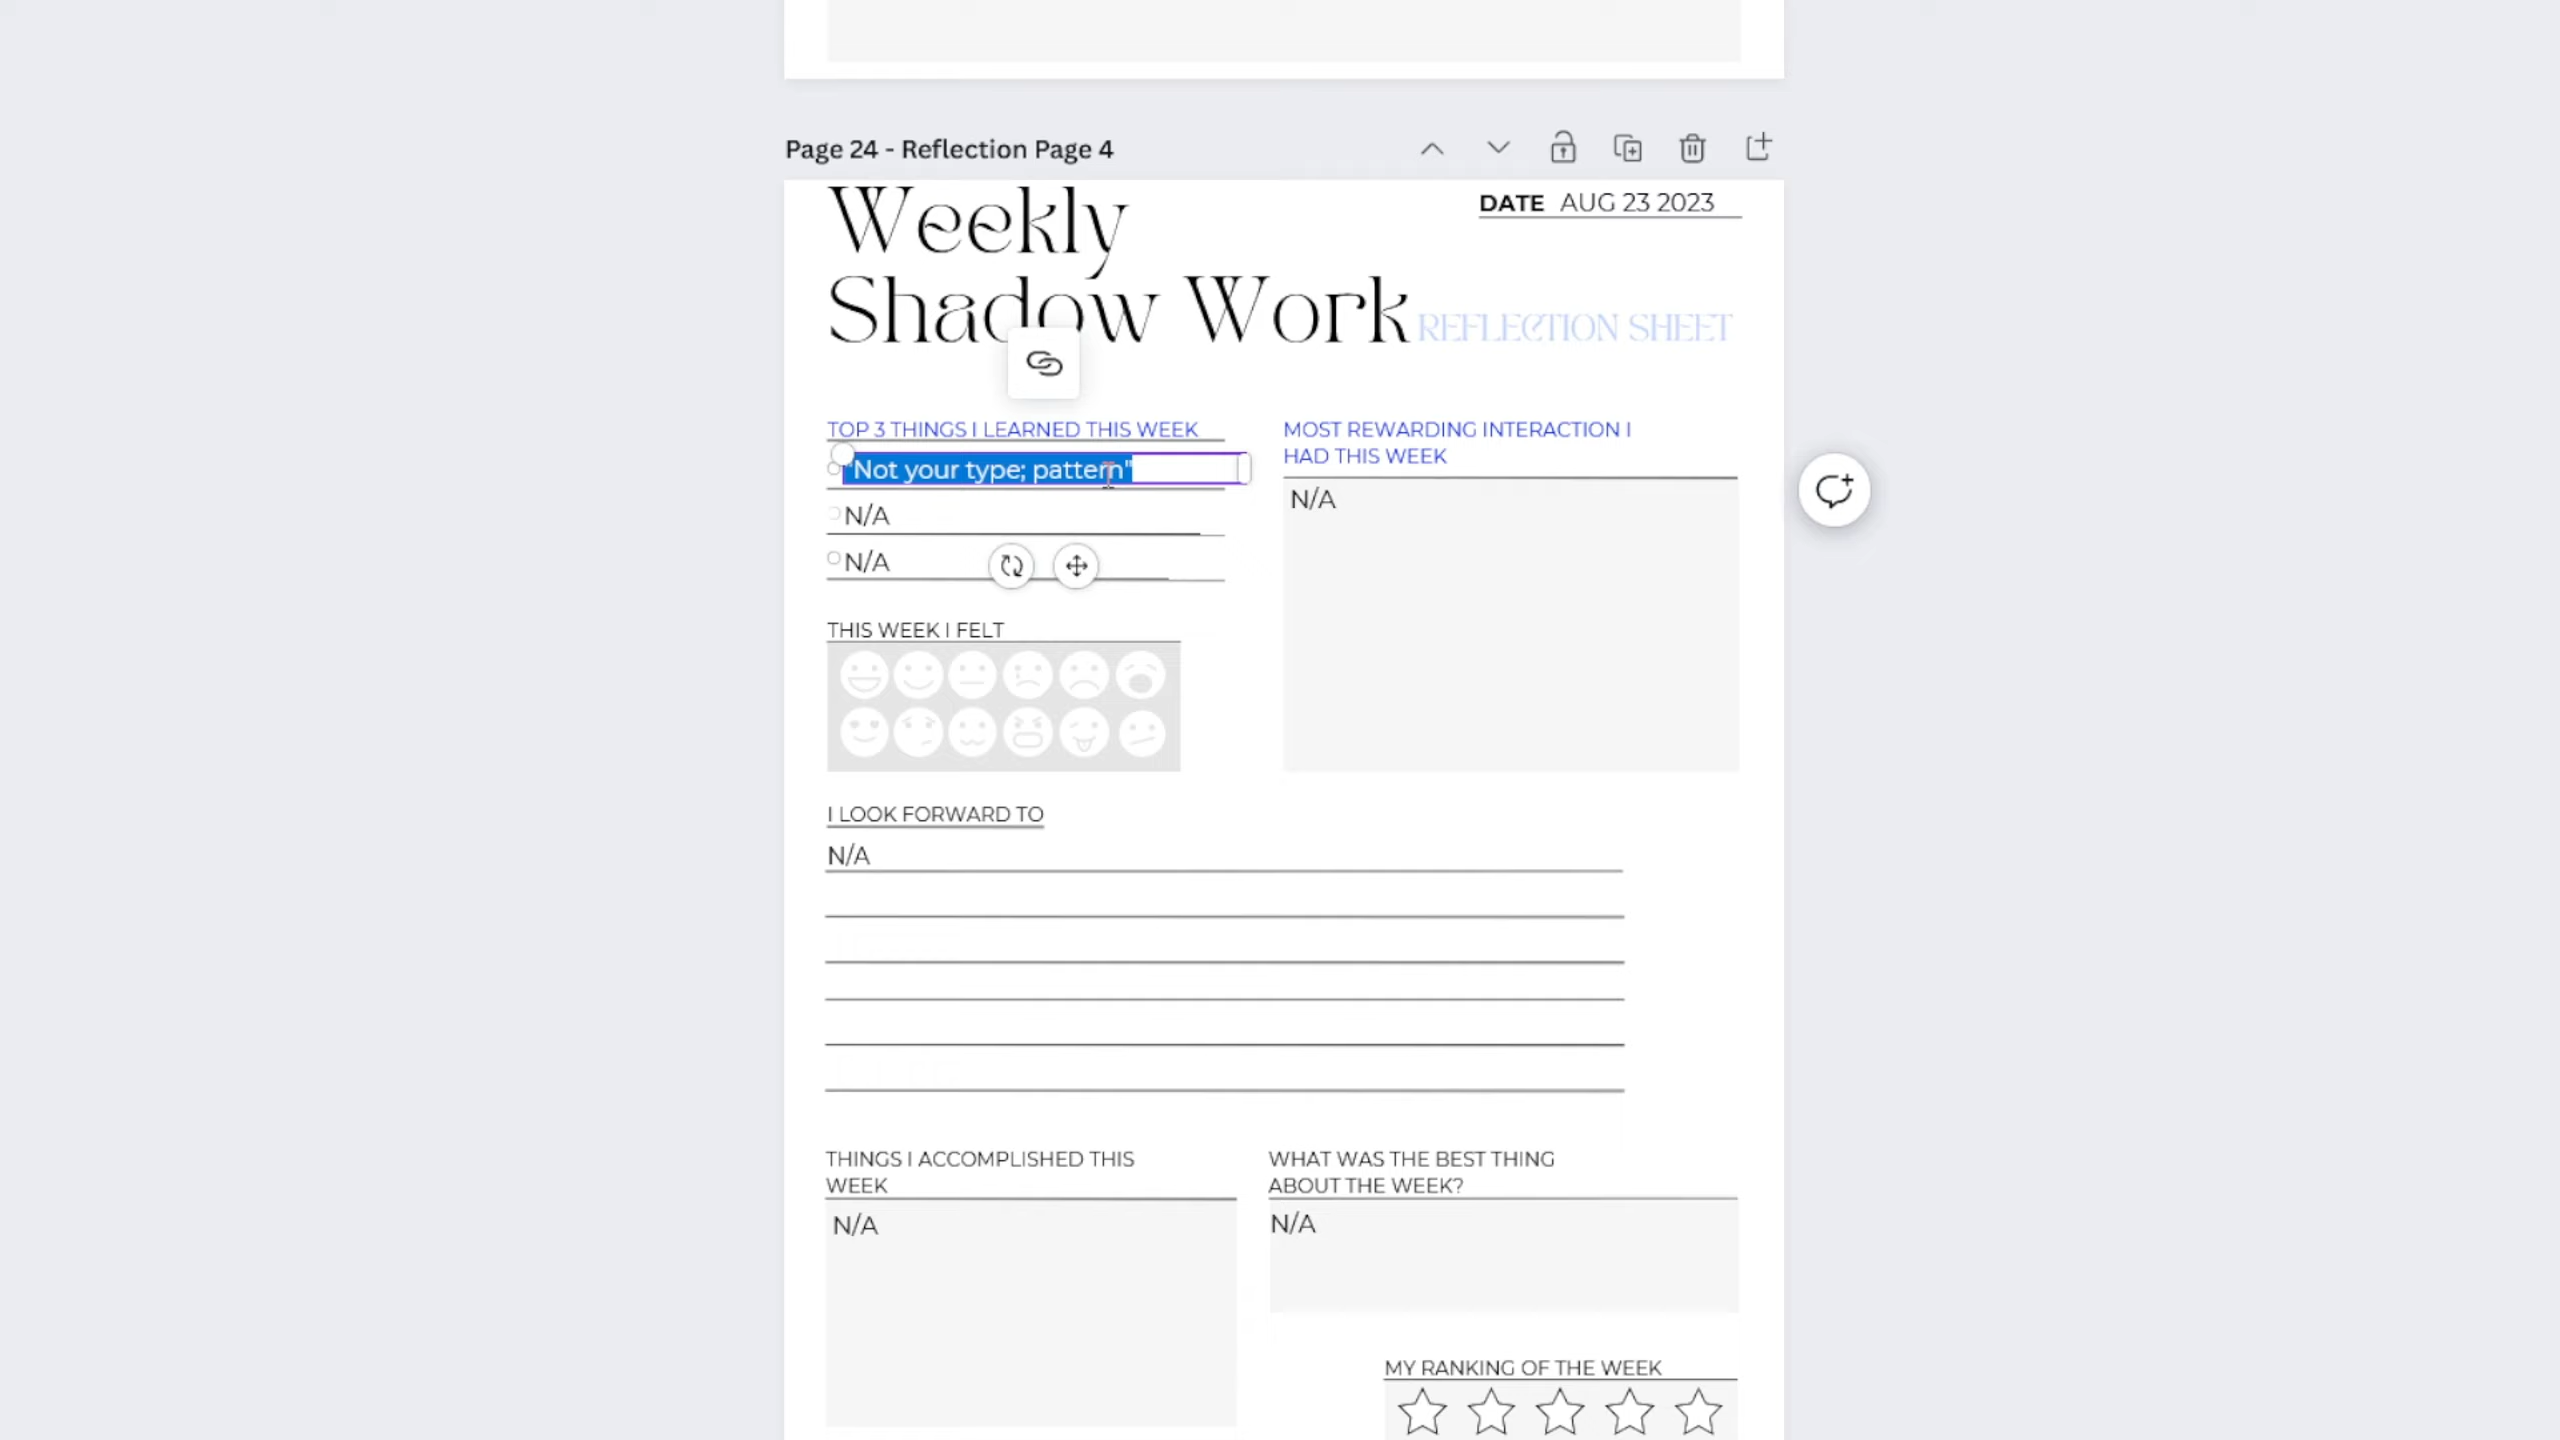 Page 24 - Reflection Page 4
Weekly
DATE AUG 23 2023
Shadow Work REFLECTION SHEET
TOP 3 THINGS I LEARNED THIS WEEK
"Not your type; pattern"
N/A
N/A
MOST REWARDING INTERACTION I
HAD THIS WEEK
N/A
THIS WEEK I FELT
I LOOK FORWARD TO
N/A
THINGS I ACCOMPLISHED THIS
WEEK
N/A
WHAT WAS THE BEST THING
ABOUT THE WEEK?
N/A
MY RANKING OF THE WEEK